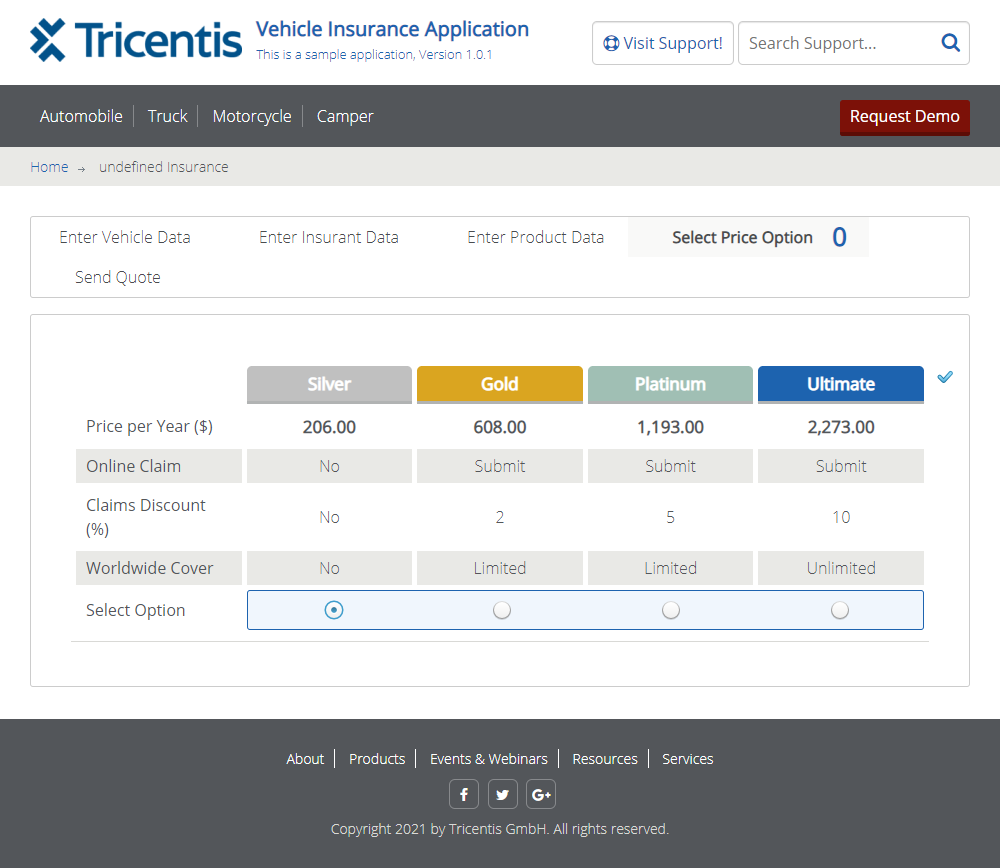 Tricentis
Vehicle Insurance Application
This is a sample application, Version 1.0.1
Visit Support!
Search Support...
Automobile Truck Motorcycle Camper
Request Demo
Home → undefined Insurance
Enter Vehicle Data Enter Insurant Data Enter Product Data Select Price Option 0
Send Quote
Silver Gold Platinum Ultimate
Price per Year ($) 206.00 608.00 1,193.00 2,273.00
Online Claim No Submit Submit Submit
Claims Discount
(%) No 2 5 10
Worldwide Cover No Limited Limited Unlimited
Select Option
About Products Events & Webinars Resources Services
f G+
Copyright 2021 by Tricentis GmbH. All rights reserved.